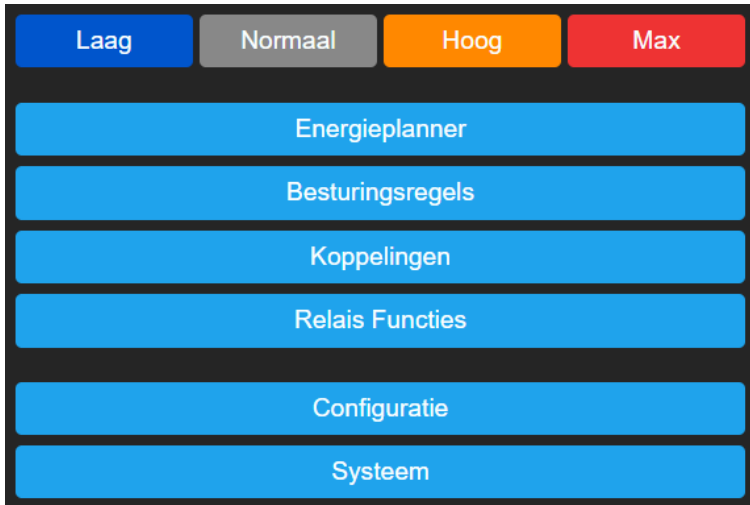 Laag Normaal Hoog Max
Energieplanner
Besturingsregels
Koppelingen
Relais Functies
Configuratie
Systeem